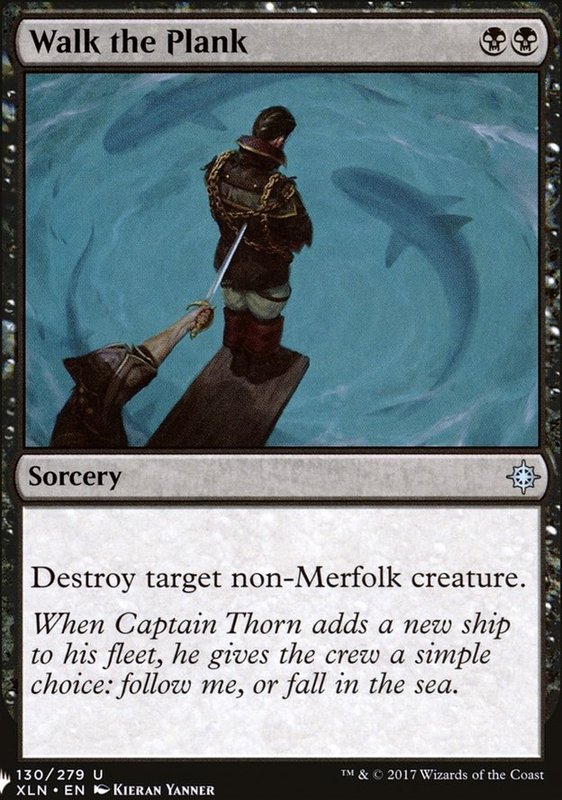 Walk the Plank
Sorcery
Destroy target non-Merfolk creature.
When Captain Thorn adds a new ship
to his fleet, he gives the crew a simple
choice: follow me, or fall in the sea.
130/279 U
XLN • EN Kieran Yanner
™ & © 2017 Wizards of the Coast